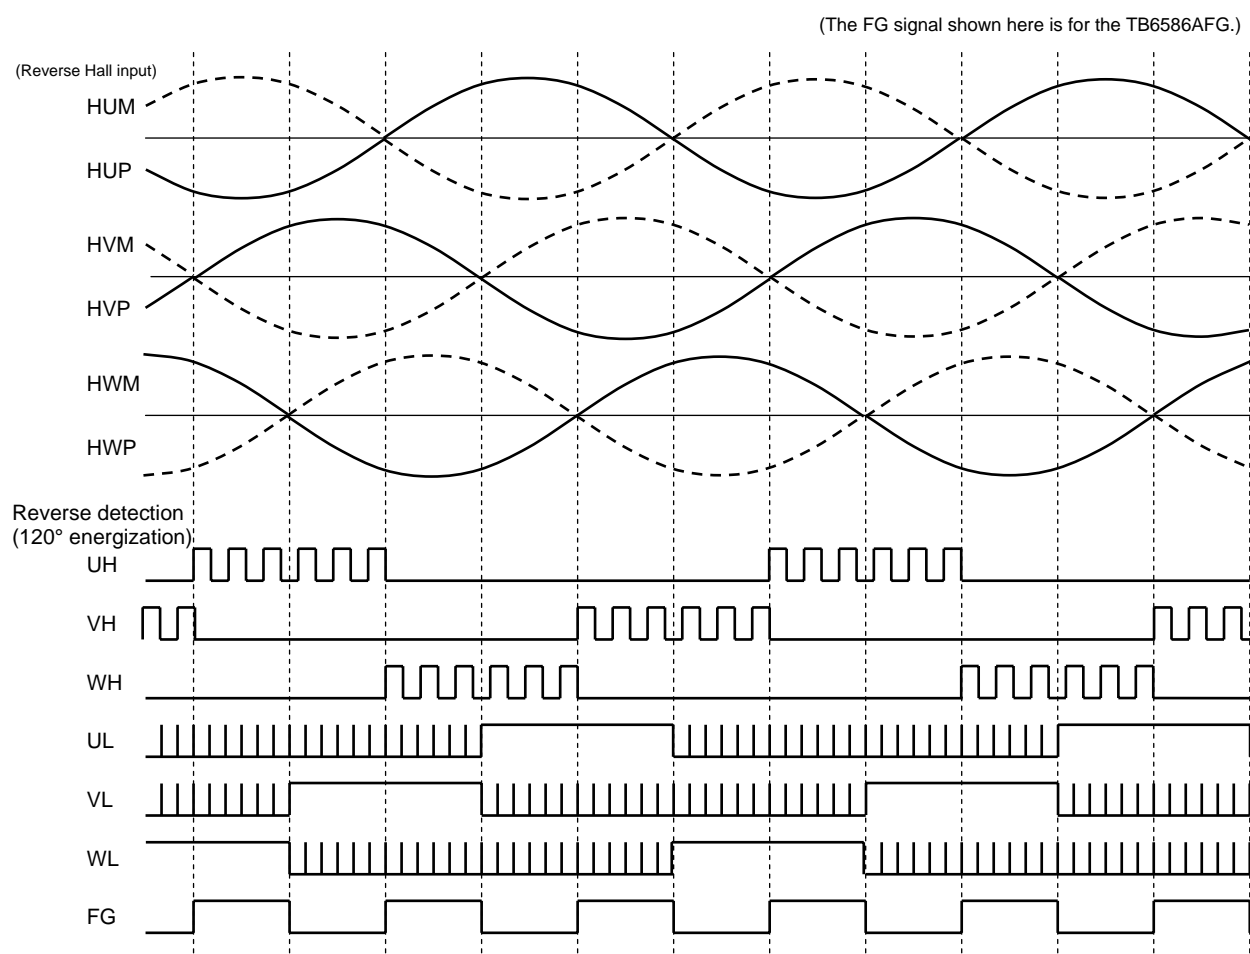 (The FG signal shown here is for the TB6586AFG.)
(Reverse Hall input)
HUM
HUP
HVM
HVP
HWM
HWP
Reverse detection
(120° energization)
UH
VH
WH
UL
VL
WL
FG